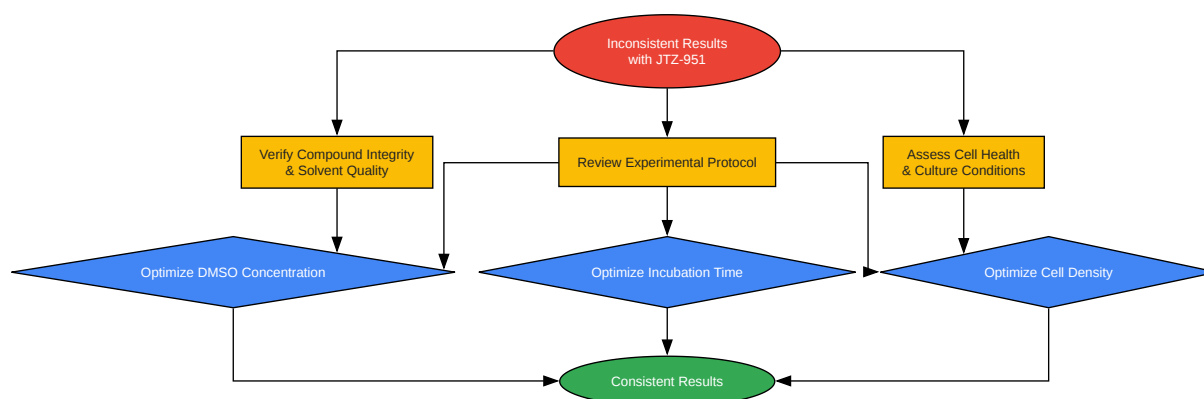 Inconsistent Results
with JTZ-951
Verify Compound Integrity
& Solvent Quality
Review Experimental Protocol
Assess Cell Health
& Culture Conditions
Optimize DMSO Concentration
Optimize Incubation Time
Optimize Cell Density
Consistent Results